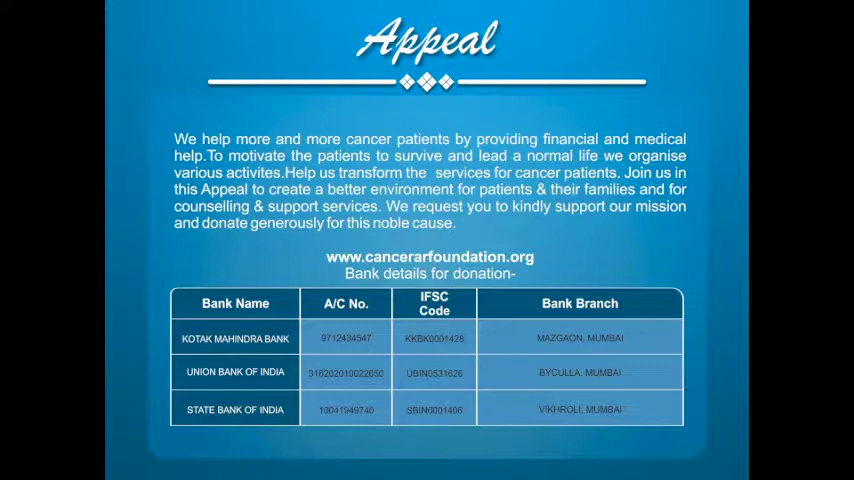 Appeal
We help more and more cancer patients by providing financial and medical
help.To motivate the patients to survive and lead a normal life we organise
various activites.Help us transform the services for cancer patients. Join us in
this Appeal to create a better environment for patients & their families and for
counselling & support services. We request you to kindly support our mission
and donate generously for this noble cause.
www.cancerarfoundation.org
Bank details for donation-
Bank Name A/C No. IFSC Code Bank Branch
KOTAK MAHINDRA BANK 9712434547 KKBK0001428 MAZGAON, MUMBAI
UNION BANK OF INDIA 316202010022650 UBIN0531626 BYCULLA, MUMBAI
STATE BANK OF INDIA 10041949740 SBIN0001406 VIKHROLI, MUMBAI